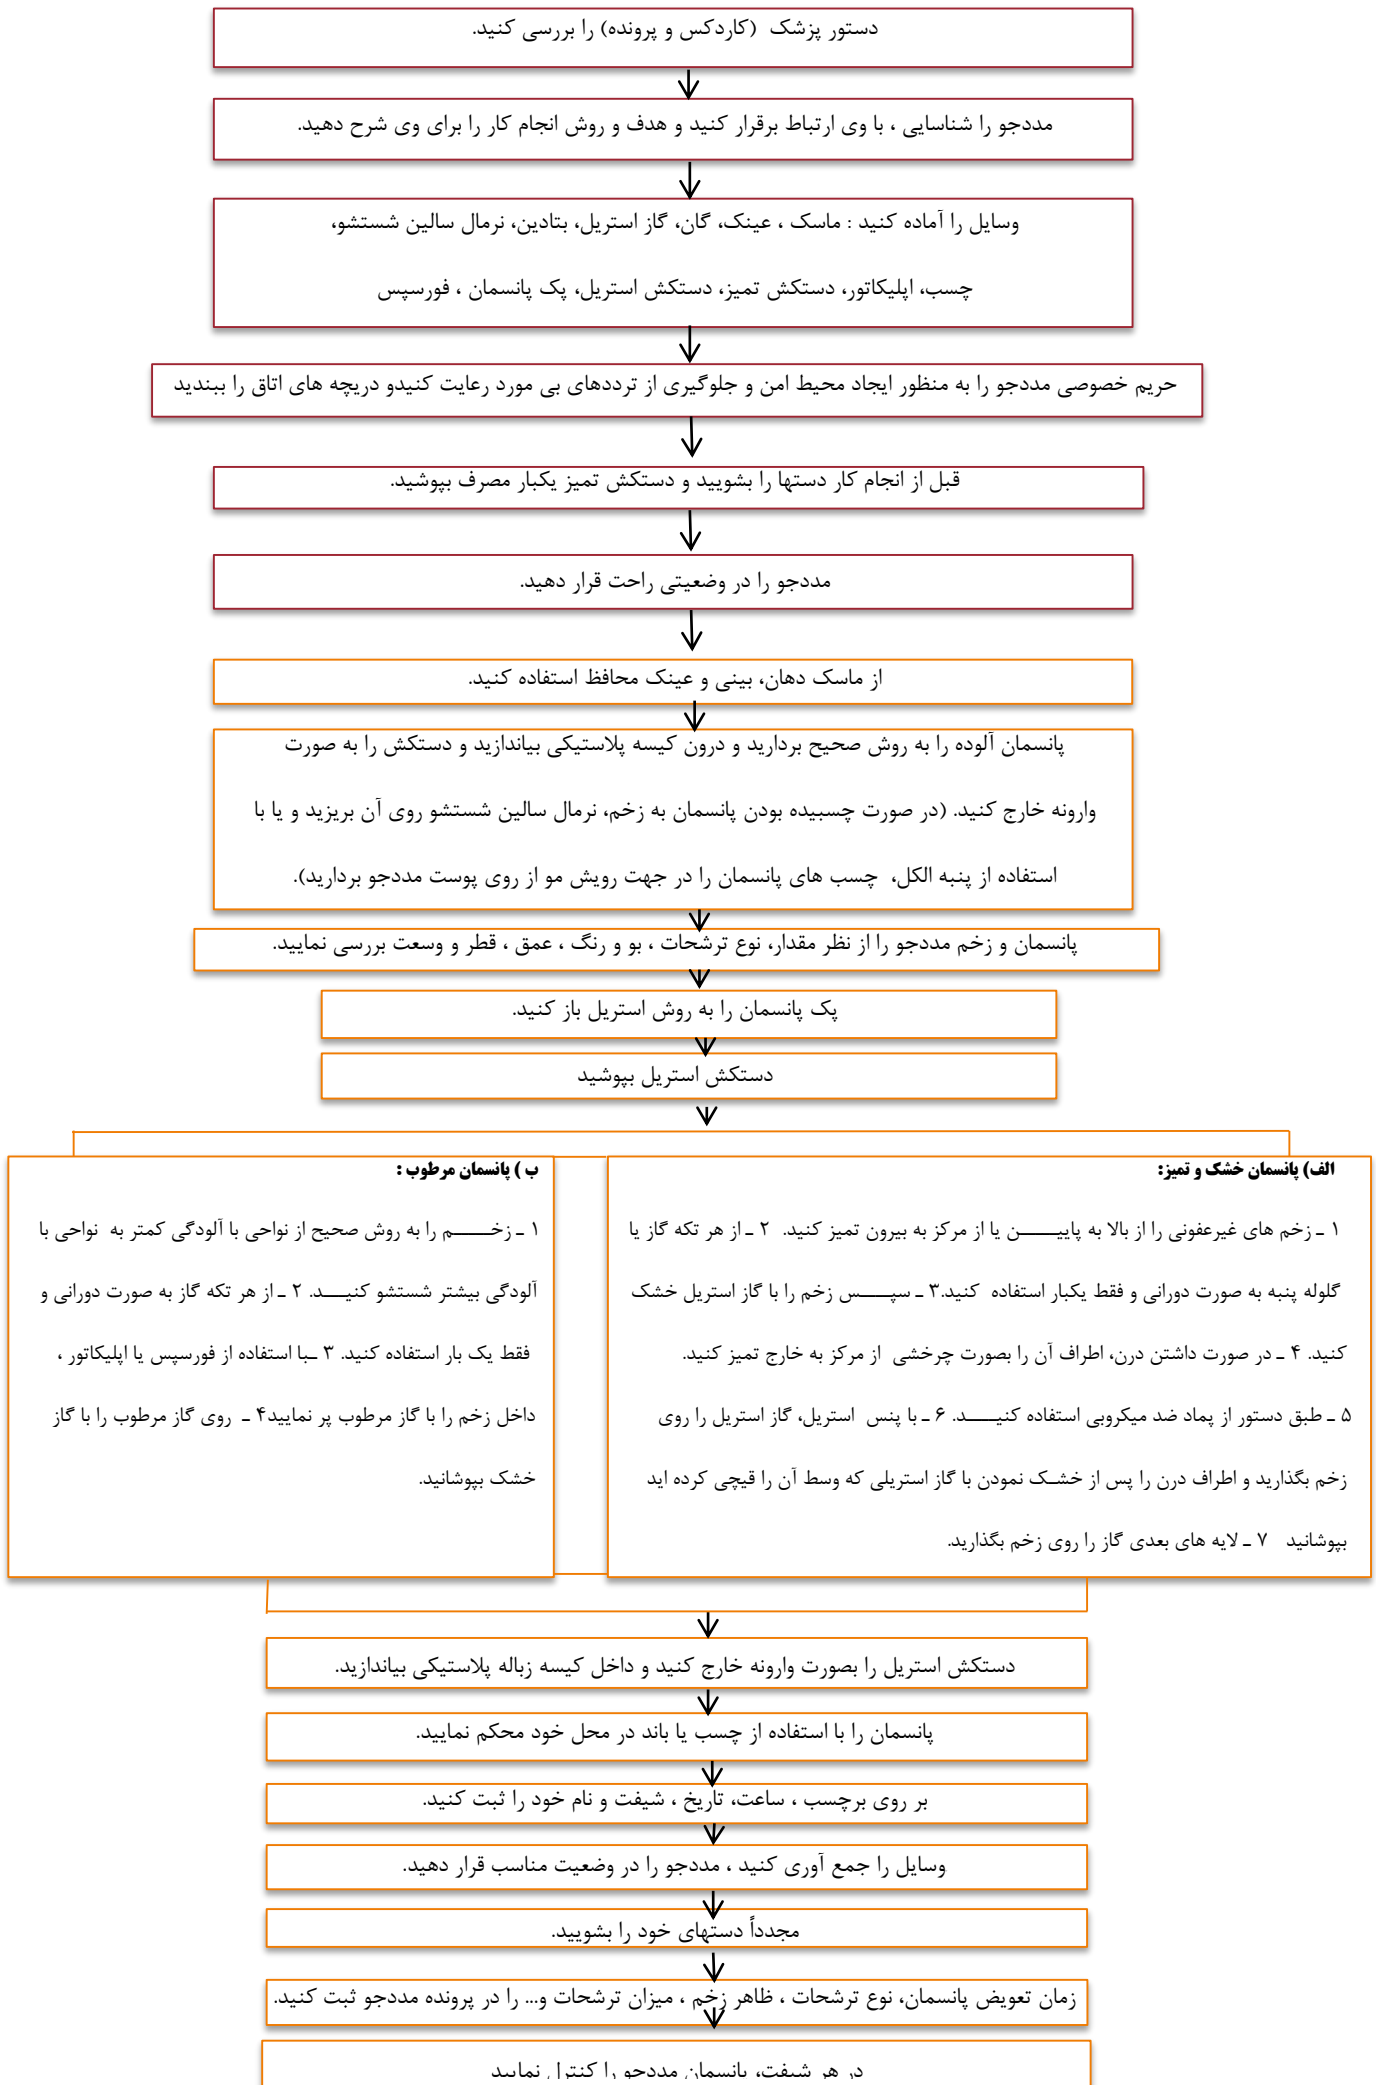 دستور پزشک (کاردکس و پرونده) را بررسی کنید.
مددجو را شناسایی ، با وی ارتباط برقرار کنید و هدف و روش انجام کار را برای وی شرح دهید.
وسایل را آماده کنید : ماسک ، عینک، گان، گاز استریل، بتادین، نرمال سالین شستشو،
چسب، اپلیکاتور، دستکش تمیز، دستکش استریل، پک پانسمان ، فورسپس
حریم خصوصی مددجو را به منظور ایجاد محیط امن و جلوگیری از ترددهای بی مورد رعایت کنیدو دریچه های اتاق را ببندید
قبل از انجام کار دستها را بشویید و دستکش تمیز یکبار مصرف بپوشید.
مددجو را در وضعیتی راحت قرار دهید.
از ماسک دهان، بینی و عینک محافظ استفاده کنید.
پانسمان آلوده را به روش صحیح بردارید و درون کیسه پلاستیکی بیاندازید و دستکش را به صورت
وارونه خارج کنید. (در صورت چسبیده بودن پانسمان به زخم، نرمال سالین شستشو روی آن بریزید و یا با
استفاده از پنبه الکل، چسب های پانسمان را در جهت رویش مو از روی پوست مددجو بردارید).
پانسمان و زخم مددجو را از نظر مقدار، نوع ترشحات ، بو و رنگ ، عمق ، قطر و وسعت بررسی نمایید.
پک پانسمان را به روش استریل باز کنید.
دستکش استریل بپوشید
الف) پانسمان خشک و تمیز:
۱ ـ زخم های غیرعفونی را از بالا به پاییـــــن یا از مرکز به بیرون تمیز کنید. ۲ ـ از هر تکه گاز یا
گلوله پنبه به صورت دورانی و فقط یکبار استفاده کنید.۳ ـ سپـــــس زخم را با گاز استریل خشک
کنید. ۴ ـ در صورت داشتن درن، اطراف آن را بصورت چرخشی از مرکز به خارج تمیز کنید.
۵ ـ طبق دستور از پماد ضد میکروبی استفاده کنیـــــد. ۶ ـ با پنس استریل، گاز استریل را روی
زخم بگذارید و اطراف درن را پس از خشـک نمودن با گاز استریلی که وسط آن را قیچی کرده اید
بپوشانید ۷ ـ لایه های بعدی گاز را روی زخم بگذارید.
ب ) پانسمان مرطوب :
۱ ـ زخـــــــم را به روش صحیح از نواحی با آلودگی کمتر به نواحی با
آلودگی بیشتر شستشو کنیـــــد. ۲ ـ از هر تکه گاز به صورت دورانی و
فقط یک بار استفاده کنید. ۳ ـبا استفاده از فورسپس یا اپلیکاتور ،
داخل زخم را با گاز مرطوب پر نمایید۴ ـ روی گاز مرطوب را با گاز
خشک بپوشانید.
دستکش استریل را بصورت وارونه خارج کنید و داخل کیسه زباله پلاستیکی بیاندازید.
پانسمان را با استفاده از چسب یا باند در محل خود محکم نمایید.
بر روی برچسب ، ساعت، تاریخ ، شیفت و نام خود را ثبت کنید.
وسایل را جمع آوری کنید ، مددجو را در وضعیت مناسب قرار دهید.
مجدداً دستهای خود را بشویید.
زمان تعویض پانسمان، نوع ترشحات ، ظاهر زخم ، میزان ترشحات و... را در پرونده مددجو ثبت کنید.
در هر شیفت، پانسمان مددجو را کنترل نمایید